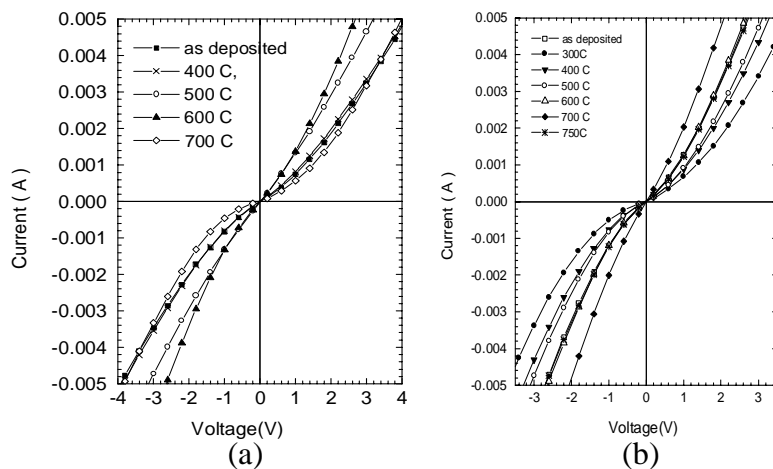 0.005
0.004
0.003
0.002
0.001
0.000
-0.001
-0.002
-0.003
-0.004
-0.005
Current ( A )
as deposited
400 C,
500 C
600 C
700 C
-4 -3 -2 -1 0 1 2 3 4
Voltage(V)
(a)
0.005
0.004
0.003
0.002
0.001
0.000
-0.001
-0.002
-0.003
-0.004
-0.005
Current ( A )
as deposited
300C
400 C
500 C
600 C
700 C
750C
-3 -2 -1 0 1 2 3
Voltage(V)
(b)